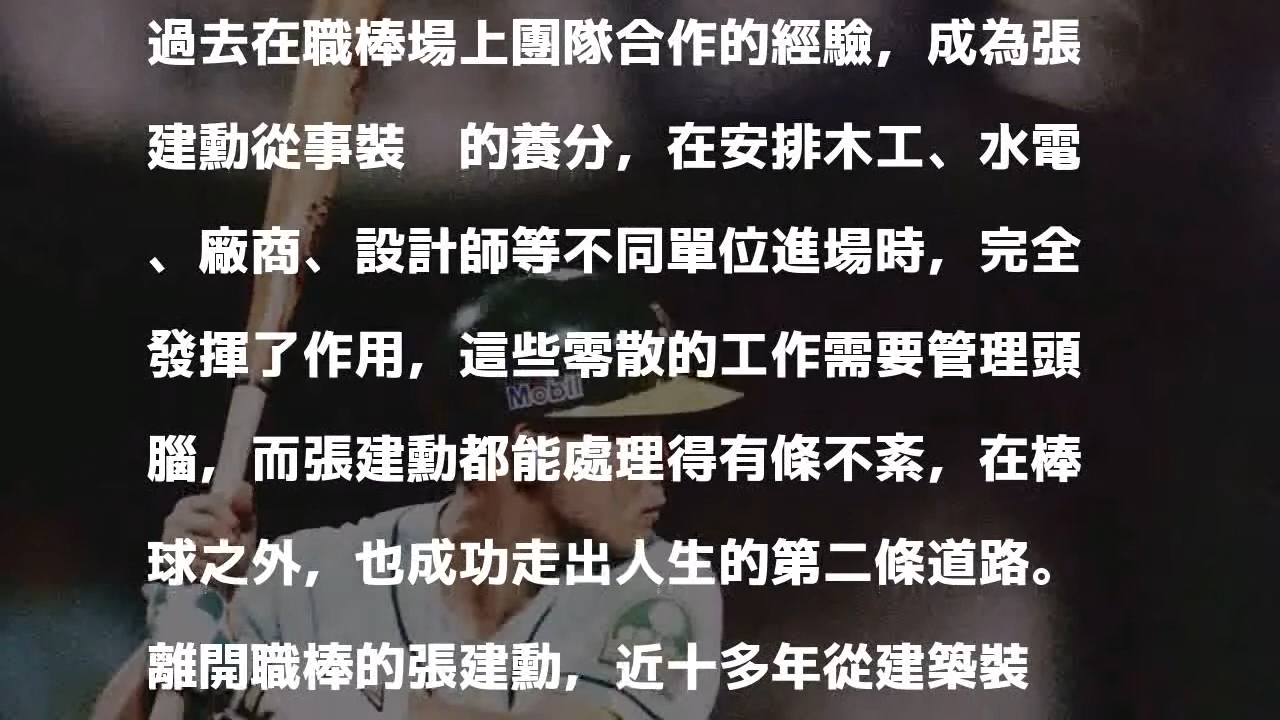 過去在職棒場上團隊合作的經驗，成為張
建勳從事裝　的養分，在安排木工、水電
、廠商、設計師等不同單位進場時，完全
發揮了作用，這些零散的工作需要管理頭
腦，而張建勳都能處理得有條不紊，在棒
球之外，也成功走出人生的第二條道路。
離開職棒的張建勳，近十多年從建築裝
Mobil